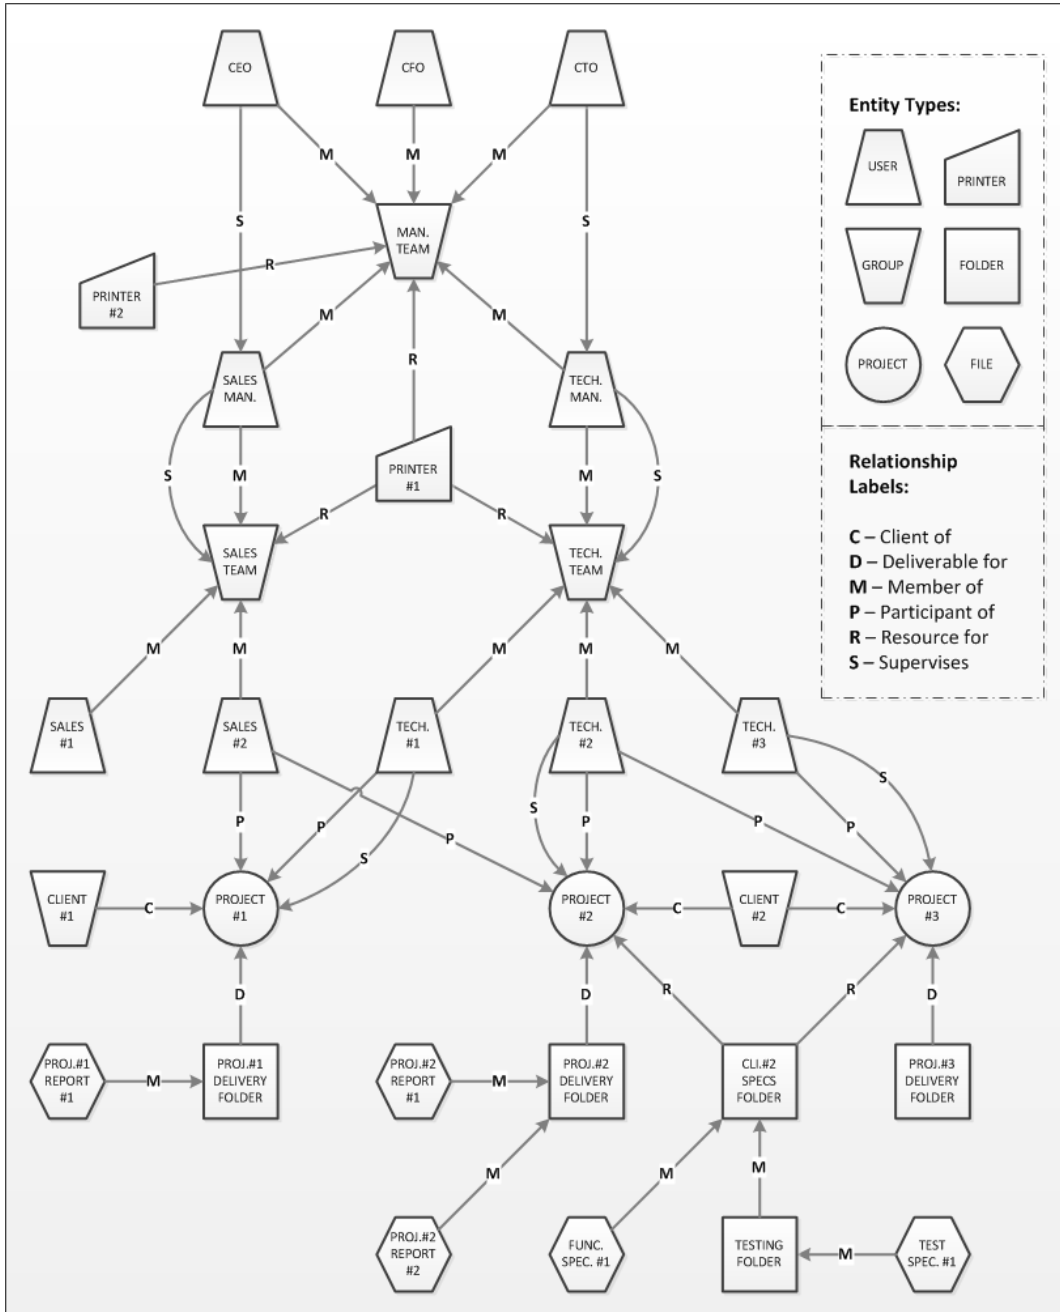 CEO
CFO
CTO
M
M
M
S
S
MAN.
TEAM
R
PRINTER
#2
M
M
R
SALES
MAN.
TECH.
MAN.
S
M
PRINTER
#1
M
S
R
R
SALES
TEAM
TECH.
TEAM
M
M
M
M
M
SALES
#1
SALES
#2
TECH.
#1
TECH.
#2
TECH.
#3
S
S
P
P
P
P
P
P
S
CLIENT
#1
C
PROJECT
#1
PROJECT
#2
C
CLIENT
#2
C
PROJECT
#3
D
D
R
R
D
PROJ.#1
REPORT
#1
M
PROJ.#1
DELIVERY
FOLDER
PROJ.#2
REPORT
#1
M
PROJ.#2
DELIVERY
FOLDER
CLI.#2
SPECS
FOLDER
PROJ.#3
DELIVERY
FOLDER
M
M
M
PROJ.#2
REPORT
#2
FUNC.
SPEC. #1
TESTING
FOLDER
M
TEST
SPEC. #1
Entity Types:
USER
PRINTER
GROUP
FOLDER
PROJECT
FILE
Relationship
Labels:
C – Client of
D – Deliverable for
M – Member of
P – Participant of
R – Resource for
S – Supervises